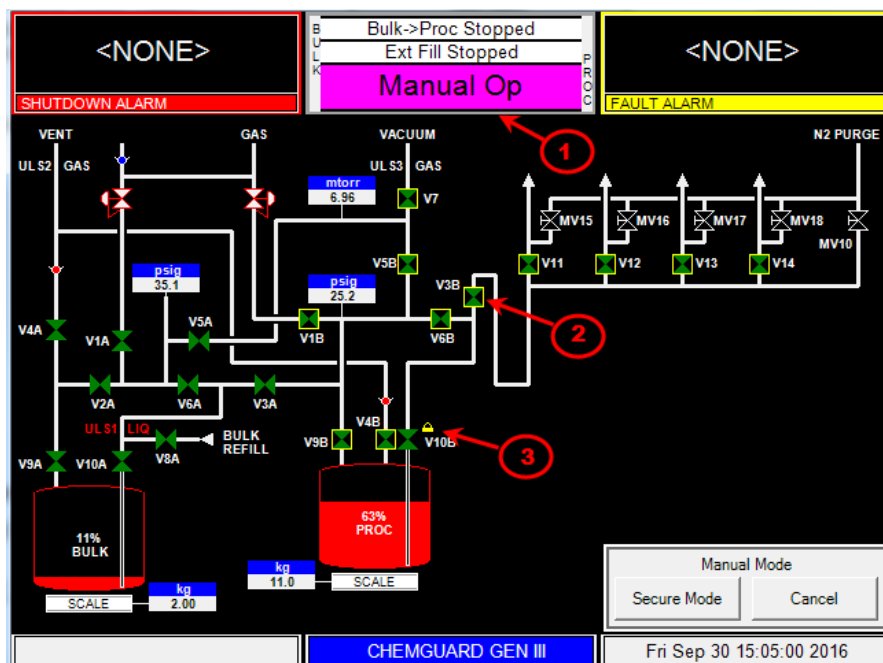 <NONE>
SHUTDOWN ALARM
BULK
Bulk->Proc Stopped
Ext Fill Stopped
Manual Op
PROC
<NONE>
FAULT ALARM
1
VENT
GAS
VACUUM
N2 PURGE
ULS2 GAS
ULS3 GAS
mtorr
6.96
V7
MV15
MV16
MV17
MV18
MV10
psig
35.1
V5B
psig
25.2
V3B
V11
V12
V13
V14
2
V4A
V1A
V5A
V1B
V6B
V2A
V6A
V3A
ULS1 LIQ
BULK
REFILL
V4B
V9B
V10B
3
V9A
V10A
V8A
11%
BULK
63%
PROC
kg
11.0
SCALE
kg
2.00
SCALE
Manual Mode
Secure Mode
Cancel
CHEMGUARD GEN III
Fri Sep 30 15:05:00 2016